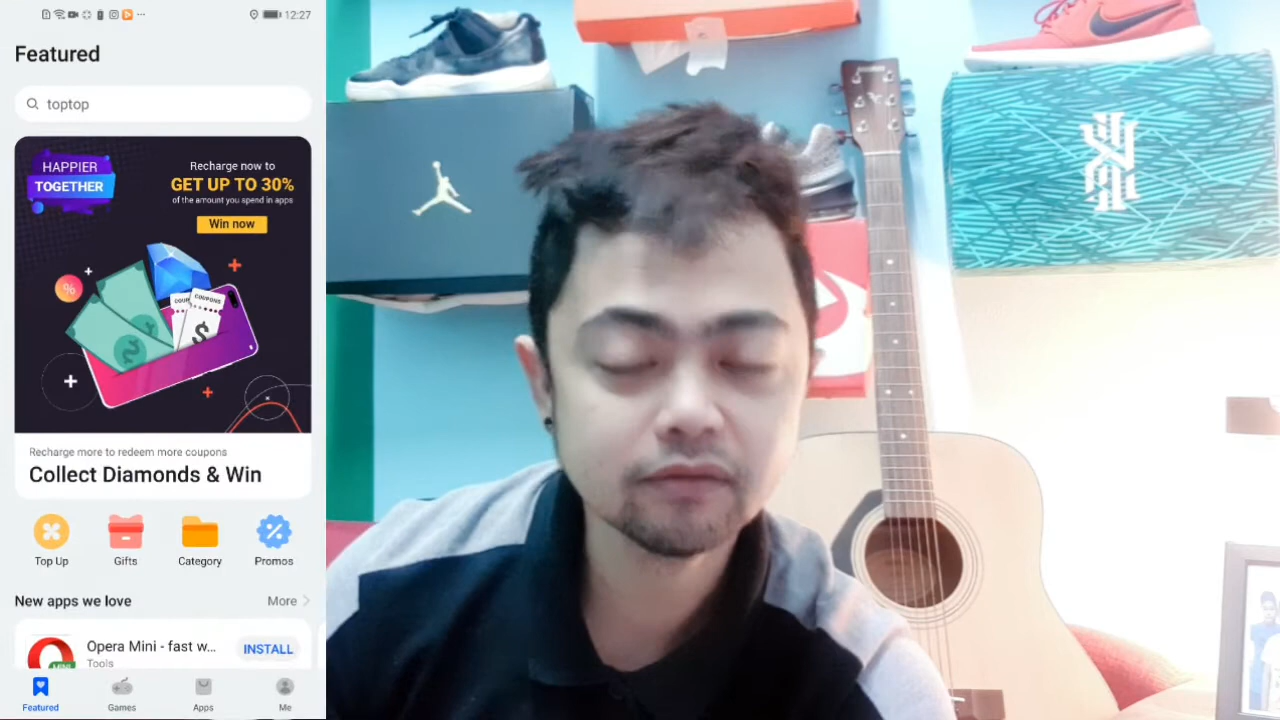 12:27
Featured
toptop
HAPPIER
TOGETHER
Recharge now to
GET UP TO 30%
of the amount you spend in apps
Win now
%
COUPONS
$
Recharge more to redeem more coupons
Collect Diamonds & Win
Top Up
Gifts
Category
Promos
New apps we love
More
Opera Mini - fast w...
INSTALL
Tools
Featured
Games
Apps
Me